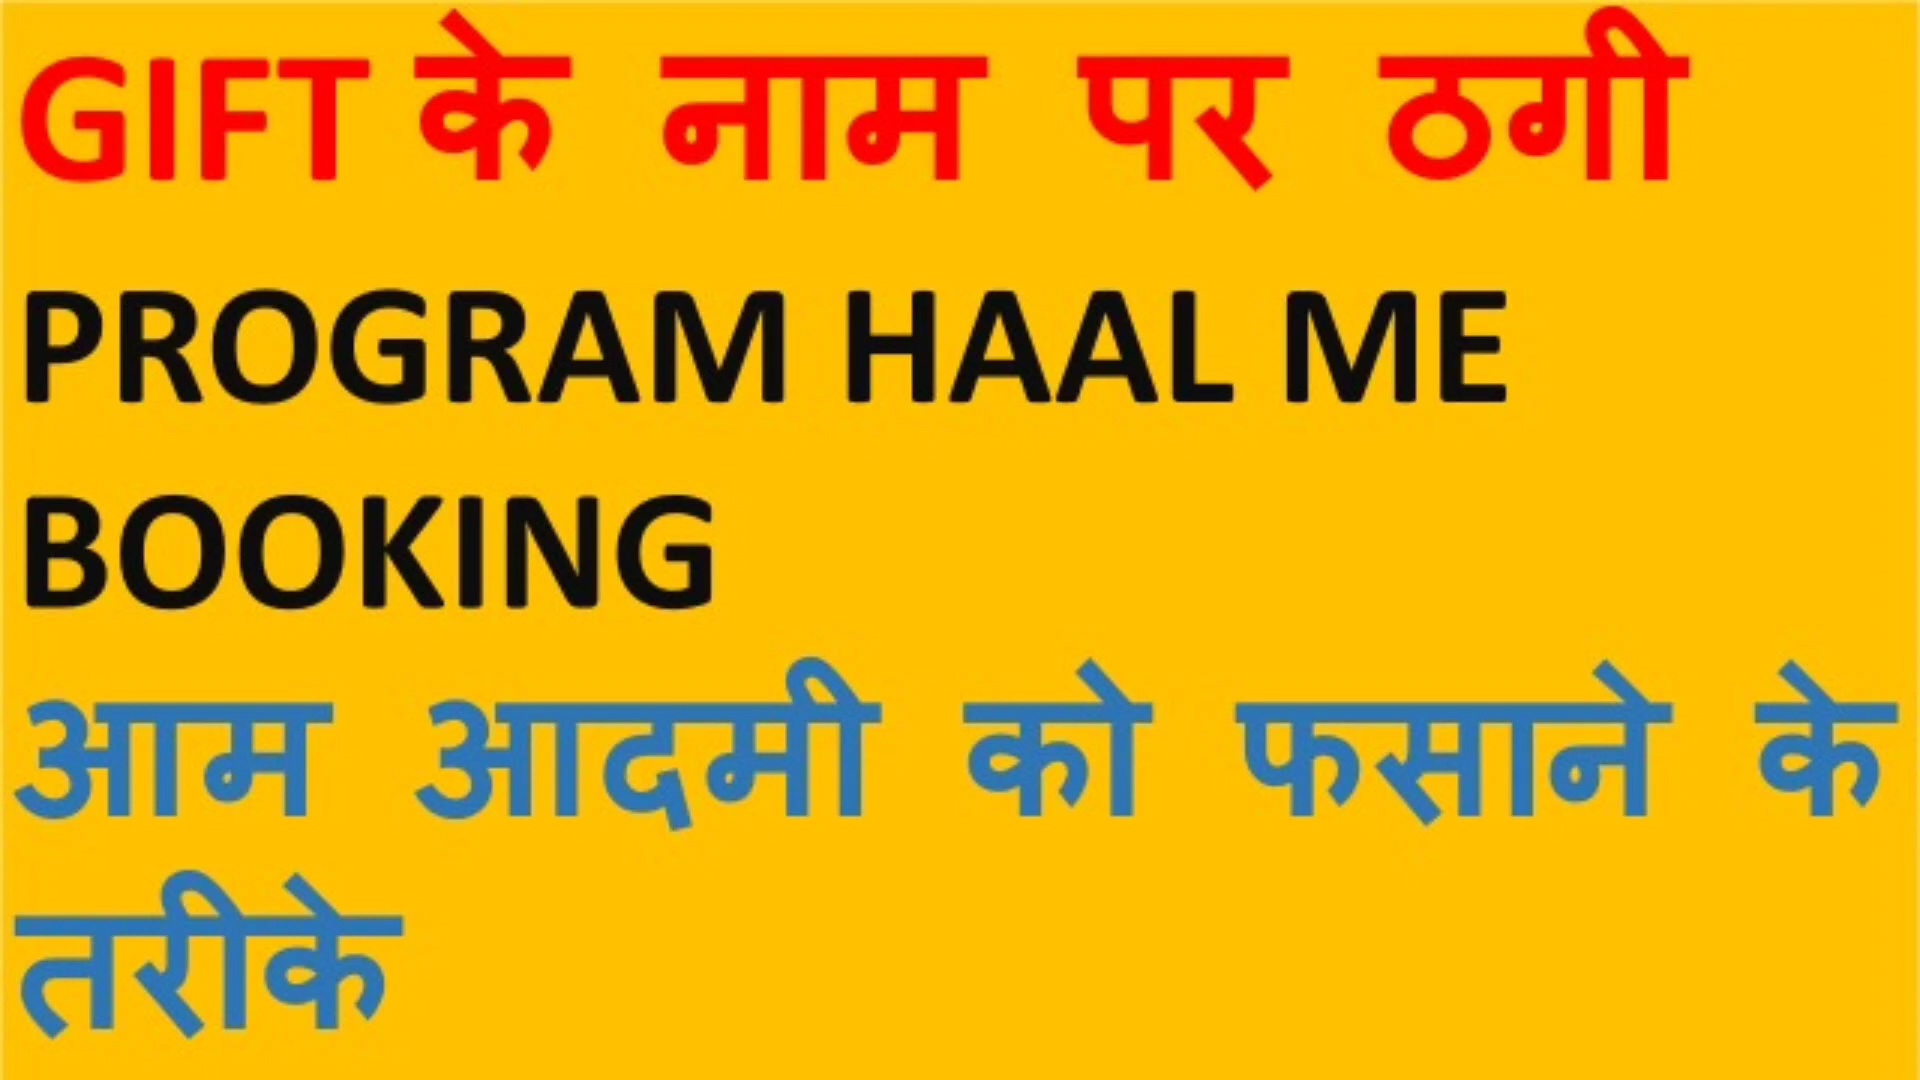 GIFT के नाम पर ठगी
PROGRAM HAAL ME
BOOKING
आम आदमी को फसाने के
तरीके